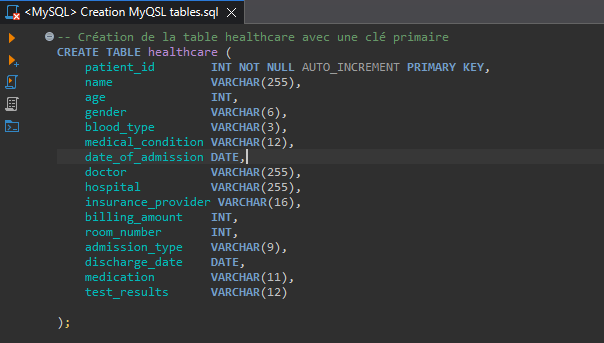 <MySQL> Creation MyQSL tables.sql
-- Création de la table healthcare avec une clé primaire
CREATE TABLE healthcare (
patient_id INT NOT NULL AUTO_INCREMENT PRIMARY KEY,
name VARCHAR(255),
age INT,
gender VARCHAR(6),
blood_type VARCHAR(3),
medical_condition VARCHAR(12),
date_of_admission DATE,
doctor VARCHAR(255),
hospital VARCHAR(255),
insurance_provider VARCHAR(16),
billing_amount INT,
room_number INT,
admission_type VARCHAR(9),
discharge_date DATE,
medication VARCHAR(11),
test_results VARCHAR(12)
);